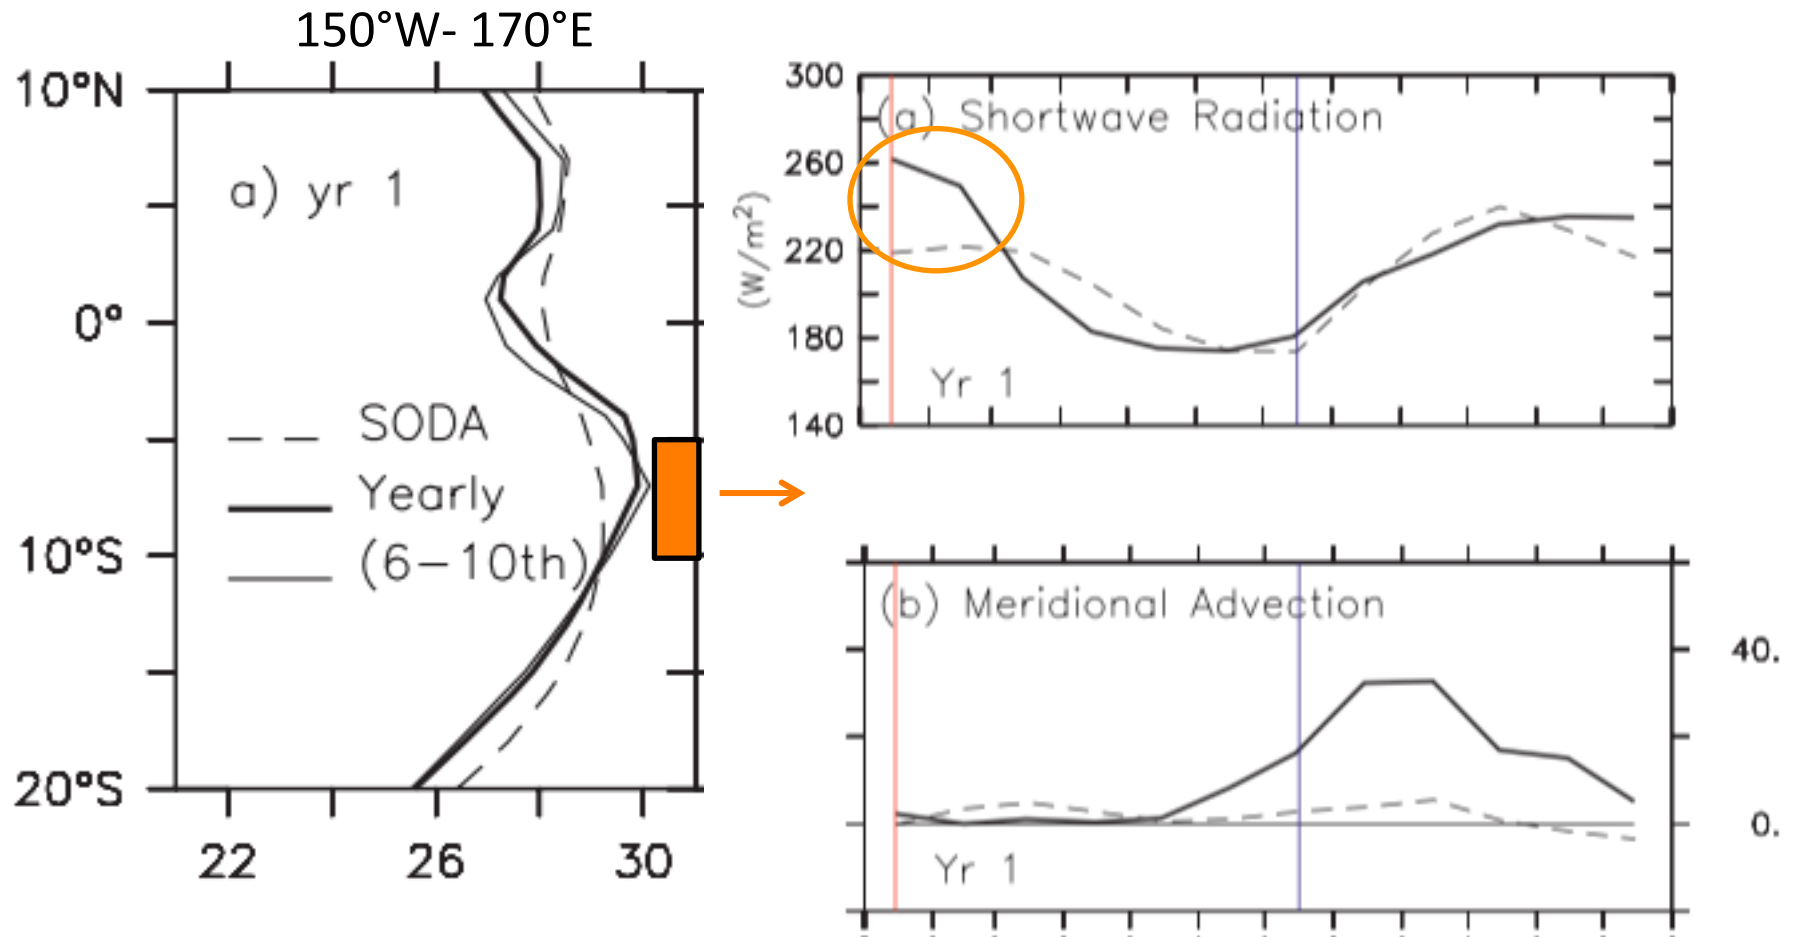 150°W- 170°E
10°N
0°
10°S
20°S
a) yr 1
SODA
Yearly
(6-10th)
22 26 30
300
260
220
180
140
(W/m²)
(a) Shortwave Radiation
Yr 1
(b) Meridional Advection
40.
0.
Yr 1